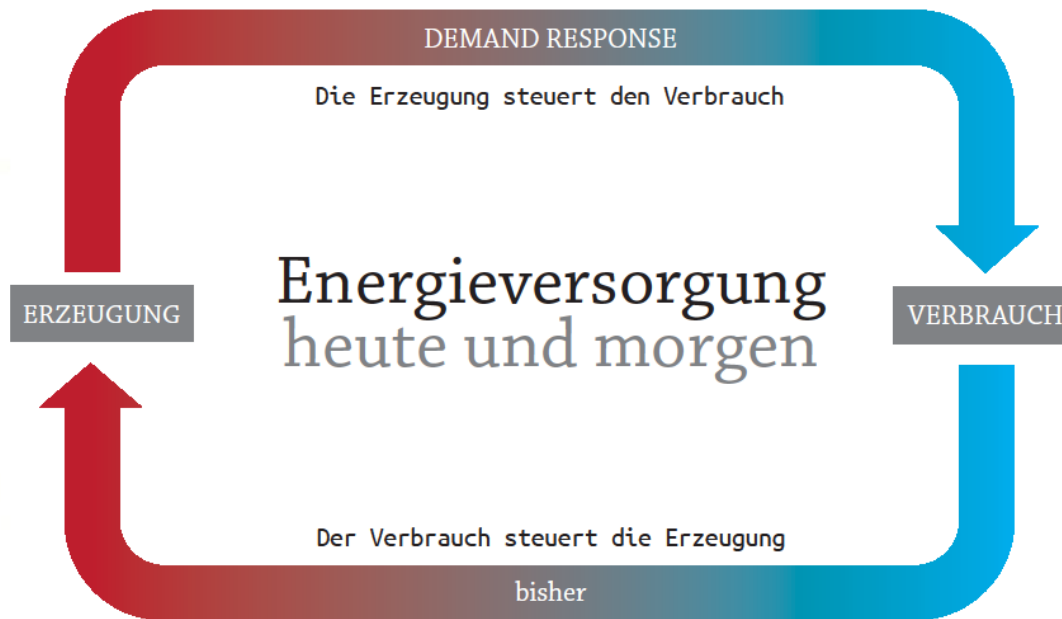 DEMAND RESPONSE
Die Erzeugung steuert den Verbrauch
Energieversorgung
heute und morgen
ERZEUGUNG
VERBRAUCH
Der Verbrauch steuert die Erzeugung
bisher